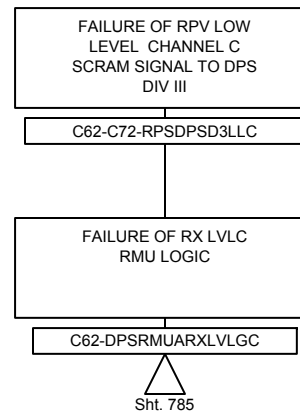 FAILURE OF RPV LOW
LEVEL CHANNEL C
SCRAM SIGNAL TO DPS
DIV III
C62-C72-RPSDPSD3LLC
FAILURE OF RX LVLC
RMU LOGIC
C62-DPSRMUARXLVLGC
Sht. 785